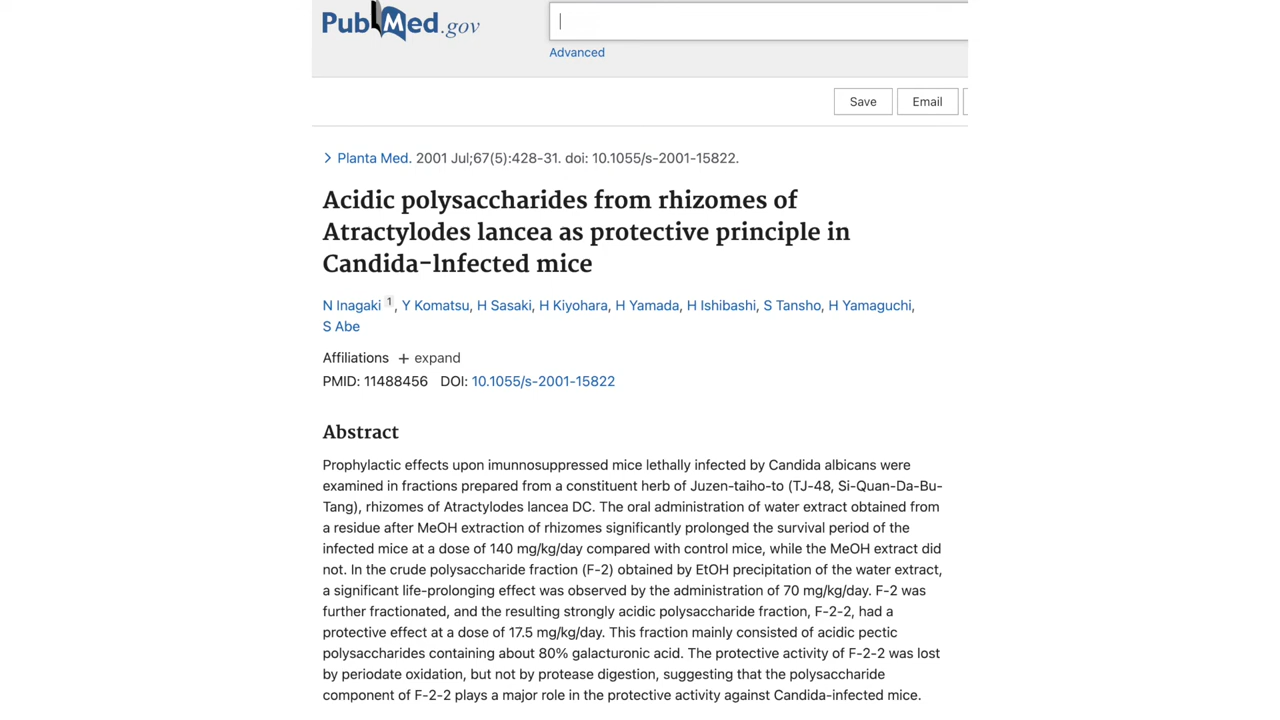 PubMed.gov
Advanced
Save
Email
Planta Med. 2001 Jul;67(5):428-31. doi: 10.1055/s-2001-15822.
Acidic polysaccharides from rhizomes of
Atractylodes lancea as protective principle in
Candida-lnfected mice
N Inagaki 1, Y Komatsu, H Sasaki, H Kiyohara, H Yamada, H Ishibashi, S Tansho, H Yamaguchi,
S Abe
Affiliations + expand
PMID: 11488456 DOI: 10.1055/s-2001-15822
Abstract
Prophylactic effects upon imunnosuppressed mice lethally infected by Candida albicans were
examined in fractions prepared from a constituent herb of Juzen-taiho-to (TJ-48, Si-Quan-Da-Bu-
Tang), rhizomes of Atractylodes lancea DC. The oral administration of water extract obtained from
a residue after MeOH extraction of rhizomes significantly prolonged the survival period of the
infected mice at a dose of 140 mg/kg/day compared with control mice, while the MeOH extract did
not. In the crude polysaccharide fraction (F-2) obtained by EtOH precipitation of the water extract,
a significant life-prolonging effect was observed by the administration of 70 mg/kg/day. F-2 was
further fractionated, and the resulting strongly acidic polysaccharide fraction, F-2-2, had a
protective effect at a dose of 17.5 mg/kg/day. This fraction mainly consisted of acidic pectic
polysaccharides containing about 80% galacturonic acid. The protective activity of F-2-2 was lost
by periodate oxidation, but not by protease digestion, suggesting that the polysaccharide
component of F-2-2 plays a major role in the protective activity against Candida-infected mice.